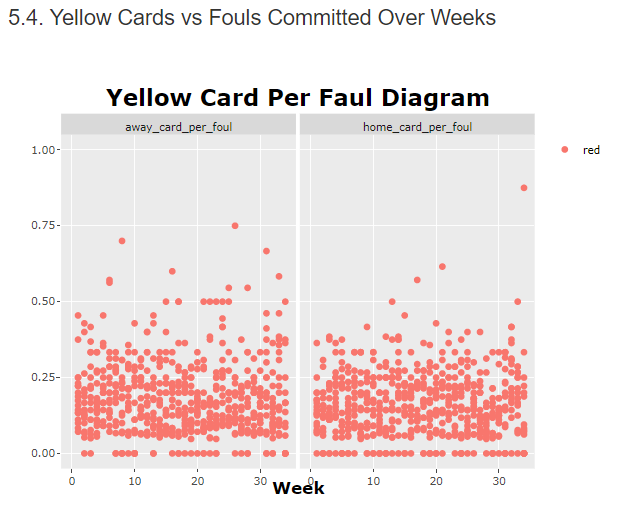 5.4. Yellow Cards vs Fouls Committed Over Weeks
Yellow Card Per Faul Diagram
away_card_per_foul home_card_per_foul
red
1.00
0.75
0.50
0.25
0.00
0 10 20 30 0 10 20 30
Week